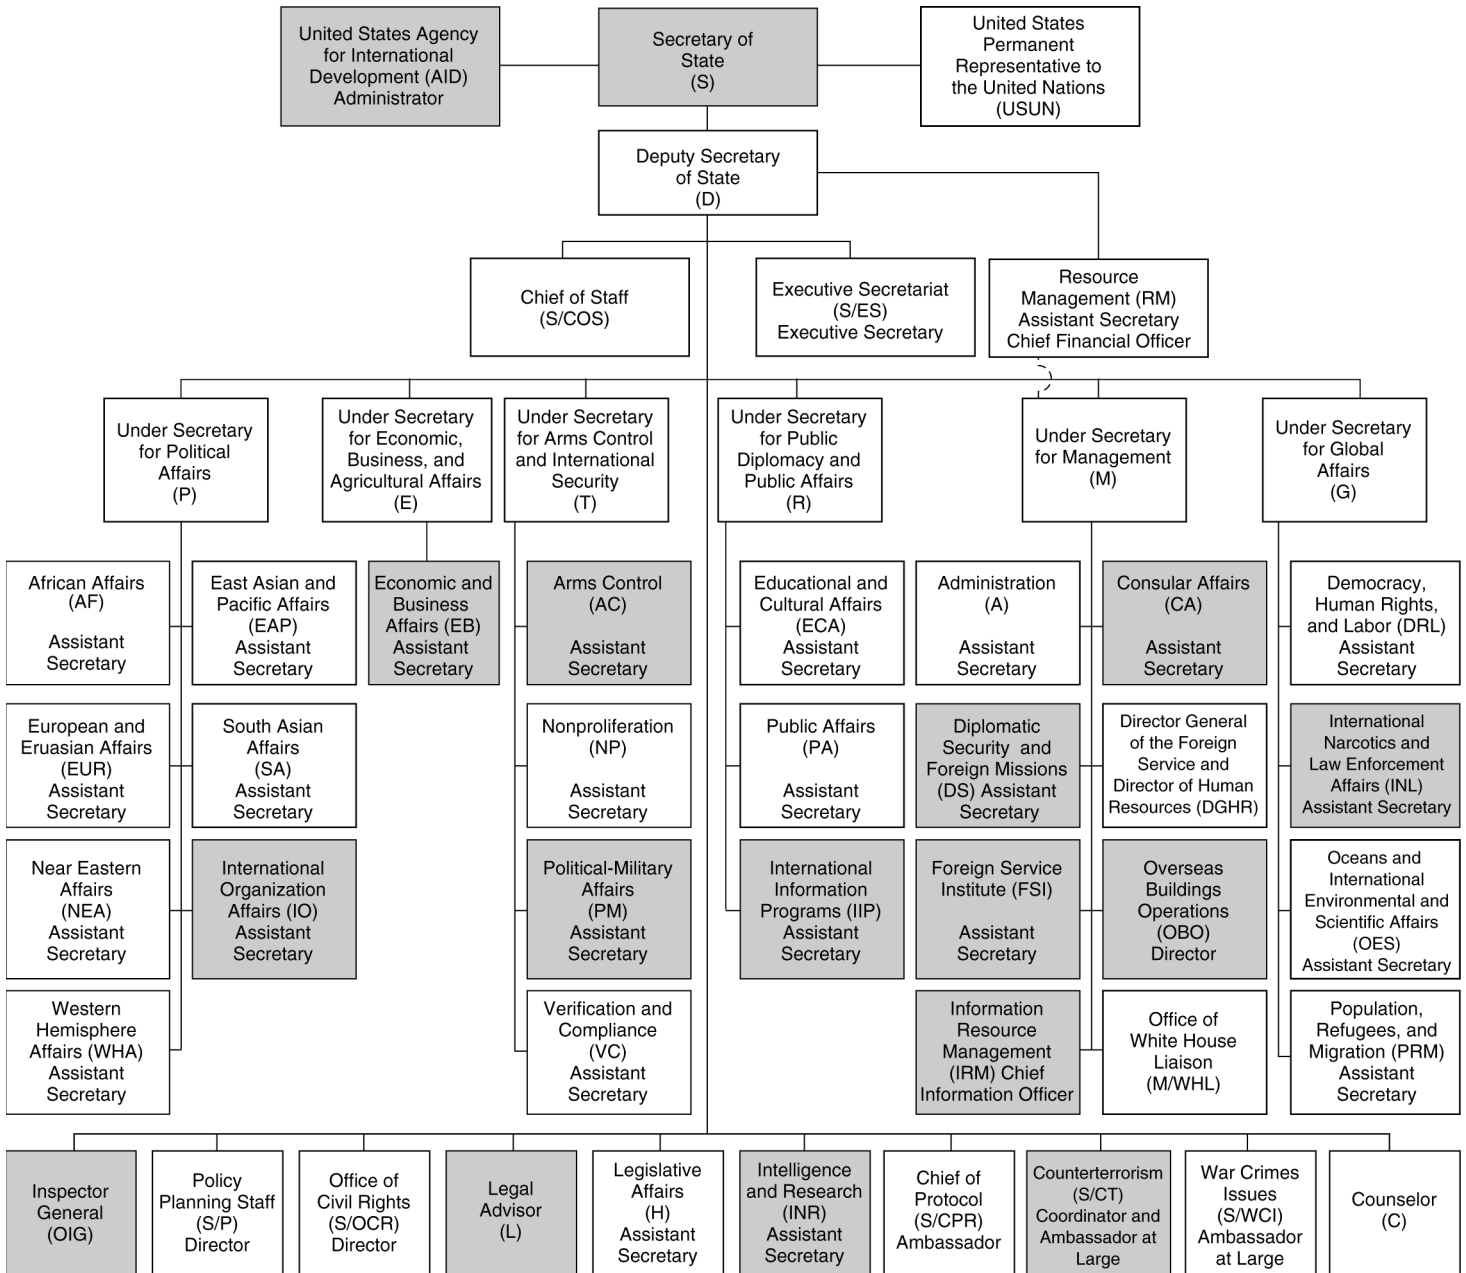 United States Agency
for International
Development (AID)
Administrator
Secretary of
State
(S)
United States
Permanent
Representative to
the United Nations
(USUN)
Deputy Secretary
of State
(D)
Chief of Staff
(S/COS)
Executive Secretariat
(S/ES)
Executive Secretary
Resource
Management (RM)
Assistant Secretary
Chief Financial Officer
Under Secretary
for Political
Affairs
(P)
Under Secretary
for Economic,
Business, and
Agricultural Affairs
(E)
Under Secretary
for Arms Control
and International
Security
(T)
Under Secretary
for Public
Diplomacy and
Public Affairs
(R)
Under Secretary
for Management
(M)
Under Secretary
for Global
Affairs
(G)
African Affairs
(AF)
Assistant
Secretary
East Asian and
Pacific Affairs
(EAP)
Assistant
Secretary
Economic and
Business
Affairs (EB)
Assistant
Secretary
Arms Control
(AC)
Assistant
Secretary
Educational and
Cultural Affairs
(ECA)
Assistant
Secretary
Administration
(A)
Assistant
Secretary
Consular Affairs
(CA)
Assistant
Secretary
Democracy,
Human Rights,
and Labor (DRL)
Assistant
Secretary
European and
Eruasian Affairs
(EUR)
Assistant
Secretary
South Asian
Affairs
(SA)
Assistant
Secretary
Nonproliferation
(NP)
Assistant
Secretary
Public Affairs
(PA)
Assistant
Secretary
Diplomatic
Security and
Foreign Missions
(DS) Assistant
Secretary
Director General
of the Foreign
Service and
Director of Human
Resources (DGHR)
International
Narcotics and
Law Enforcement
Affairs (INL)
Assistant Secretary
Near Eastern
Affairs
(NEA)
Assistant
Secretary
International
Organization
Affairs (IO)
Assistant
Secretary
Political-Military
Affairs
(PM)
Assistant
Secretary
International
Information
Programs (IIP)
Assistant
Secretary
Foreign Service
Institute (FSI)
Assistant
Secretary
Overseas
Buildings
Operations
(OBO)
Director
Oceans and
International
Environmental and
Scientific Affairs
(OES)
Assistant Secretary
Western
Hemisphere
Affairs (WHA)
Assistant
Secretary
Verification and
Compliance
(VC)
Assistant
Secretary
Information
Resource
Management
(IRM) Chief
Information Officer
Office of
White House
Liaison
(M/WHL)
Population,
Refugees, and
Migration (PRM)
Assistant
Secretary
Inspector
General
(OIG)
Policy
Planning Staff
(S/P)
Director
Office of
Civil Rights
(S/OCR)
Director
Legal
Advisor
(L)
Legislative
Affairs
(H)
Assistant
Secretary
Intelligence
and Research
(INR)
Assistant
Secretary
Chief of
Protocol
(S/CPR)
Ambassador
Counterterrorism
(S/CT)
Coordinator and
Ambassador at
Large
War Crimes
Issues
(S/WCI)
Ambassador
at Large
Counselor
(C)